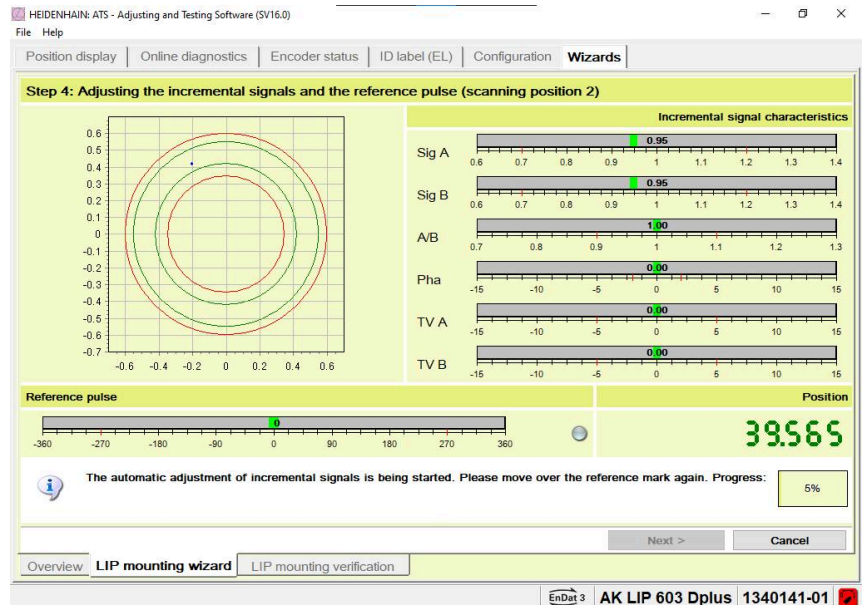 HEIDENHAIN: ATS - Adjusting and Testing Software (SV16.0)
File Help
Position display Online diagnostics Encoder status ID label (EL) Configuration Wizards
Step 4: Adjusting the incremental signals and the reference pulse (scanning position 2)
0.6
0.5
0.4
0.3
0.2
0.1
0
-0.1
-0.2
-0.3
-0.4
-0.5
-0.6
-0.7
-0.6 -0.4 -0.2 0 0.2 0.4 0.6
Incremental signal characteristics
Sig A
0.95
0.6 0.7 0.8 0.9 1 1.1 1.2 1.3 1.4
Sig B
0.95
0.6 0.7 0.8 0.9 1 1.1 1.2 1.3 1.4
A/B
1.00
0.7 0.8 0.9 1 1.1 1.2 1.3
Pha
0.00
-15 -10 -5 0 5 10 15
TV A
0.00
-15 -10 -5 0 5 10 15
TV B
0.00
-15 -10 -5 0 5 10 15
Reference pulse
0
-360 -270 -180 -90 0 90 180 270 360
Position
39.565
The automatic adjustment of incremental signals is being started. Please move over the reference mark again. Progress:
5%
Next > Cancel
Overview LIP mounting wizard LIP mounting verification
EnDat 3 AK LIP 603 Dplus 1340141-01